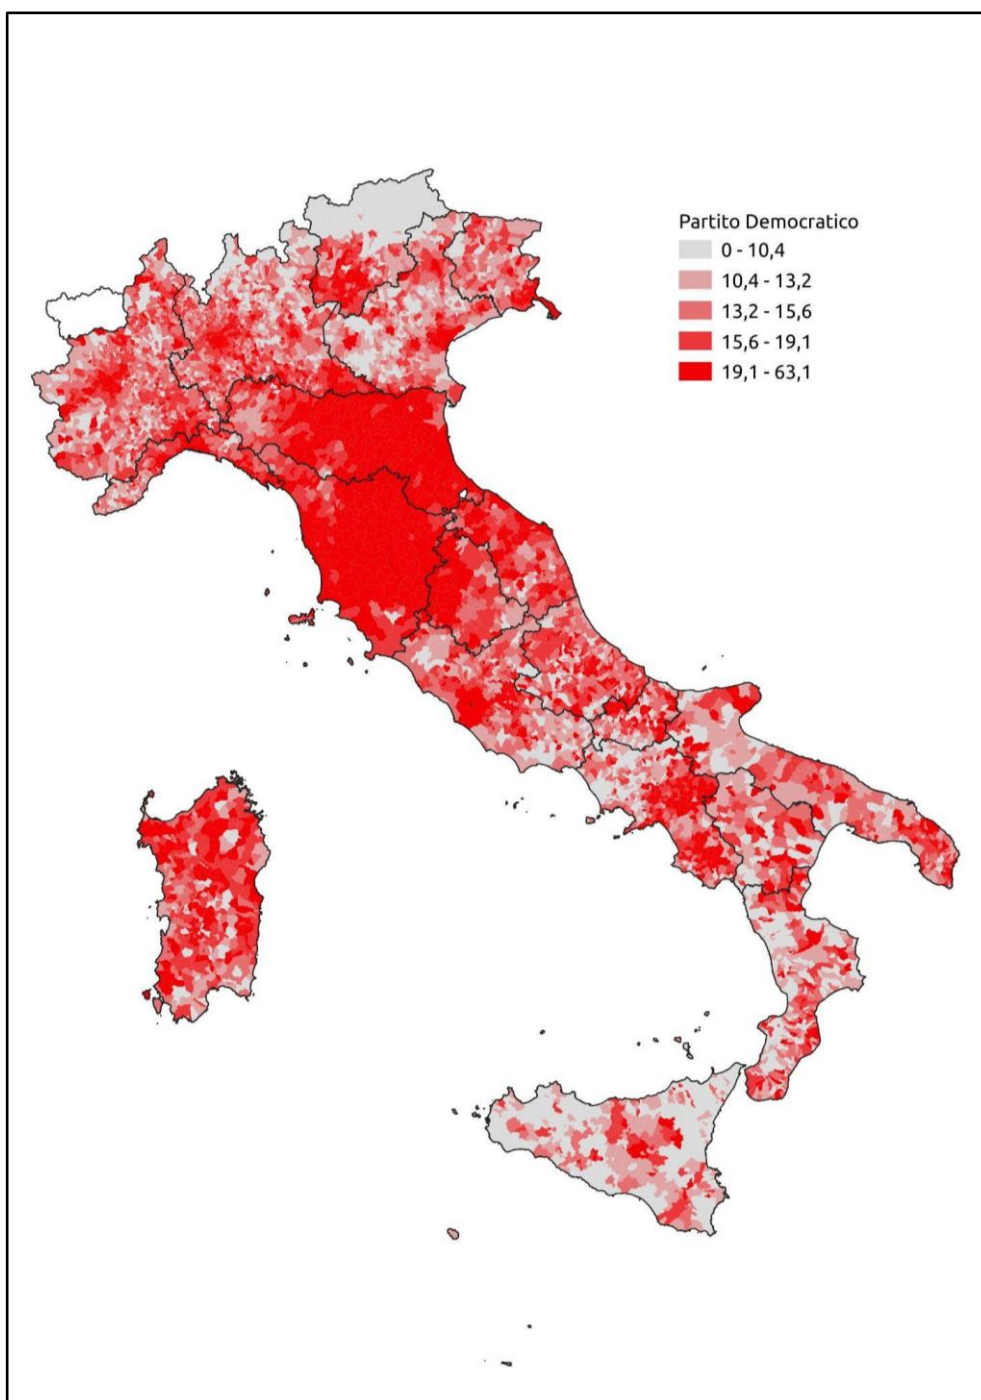 Partito Democratico
0 - 10,4
10,4 - 13,2
13,2 - 15,6
15,6 - 19,1
19,1 - 63,1